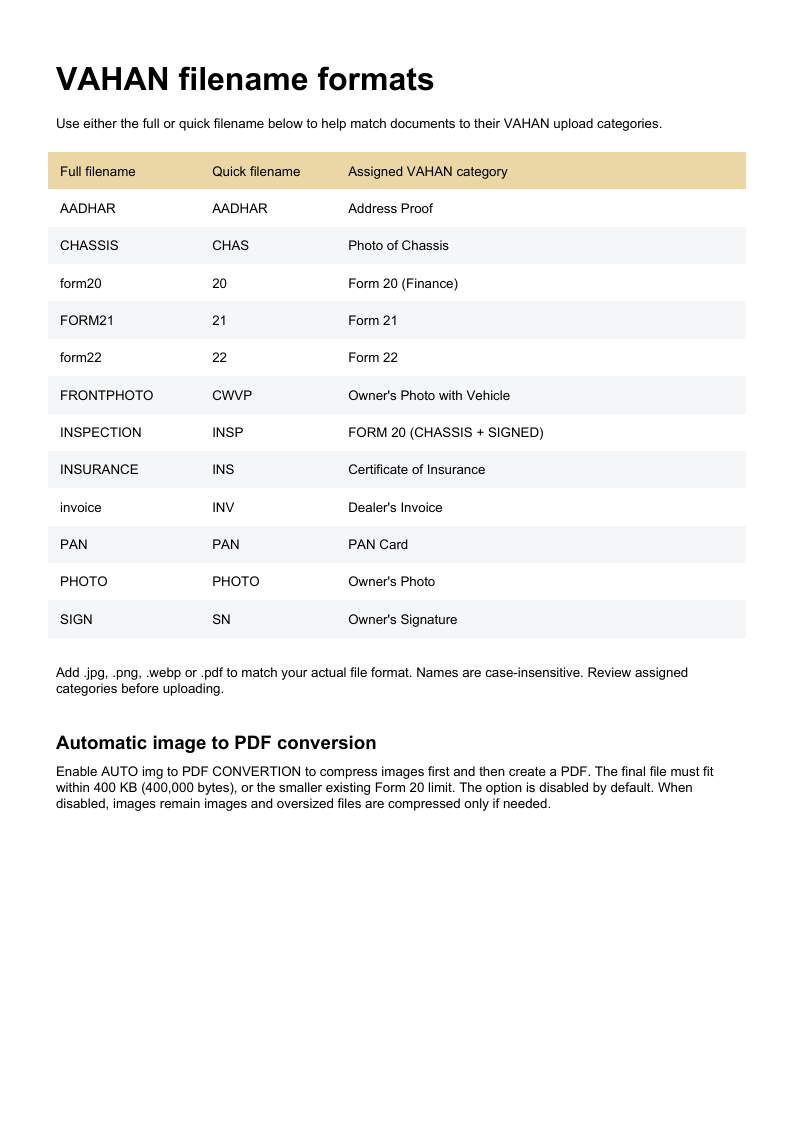 VAHAN filename formats
Use either the full or quick filename below to help match documents to their VAHAN upload categories.
Full filename Quick filename Assigned VAHAN category
AADHAR AADHAR Address Proof
CHASSIS CHAS Photo of Chassis
form20 20 Form 20 (Finance)
FORM21 21 Form 21
form22 22 Form 22
FRONTPHOTO CWVP Owner's Photo with Vehicle
INSPECTION INSP FORM 20 (CHASSIS + SIGNED)
INSURANCE INS Certificate of Insurance
invoice INV Dealer's Invoice
PAN PAN PAN Card
PHOTO PHOTO Owner's Photo
SIGN SN Owner's Signature
Add .jpg, .png, .webp or .pdf to match your actual file format. Names are case-insensitive. Review assigned
categories before uploading.
Automatic image to PDF conversion
Enable AUTO img to PDF CONVERTION to compress images first and then create a PDF. The final file must fit
within 400 KB (400,000 bytes), or the smaller existing Form 20 limit. The option is disabled by default. When
disabled, images remain images and oversized files are compressed only if needed.